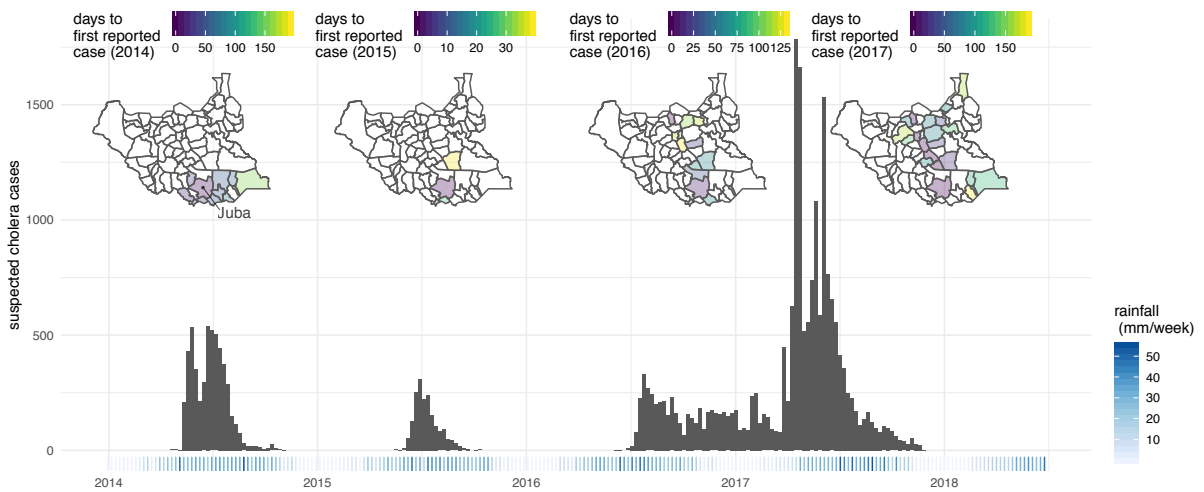 days to
first reported
case (2014)
0 50 100 150
days to
first reported
case (2015)
0 10 20 30
days to
first reported
case (2016)
0 25 50 75 100 125
days to
first reported
case (2017)
0 50 100 150
suspected cholera cases
1500
1000
500
0
Juba
rainfall
(mm/week)
50
40
30
20
10
2014 2015 2016 2017 2018